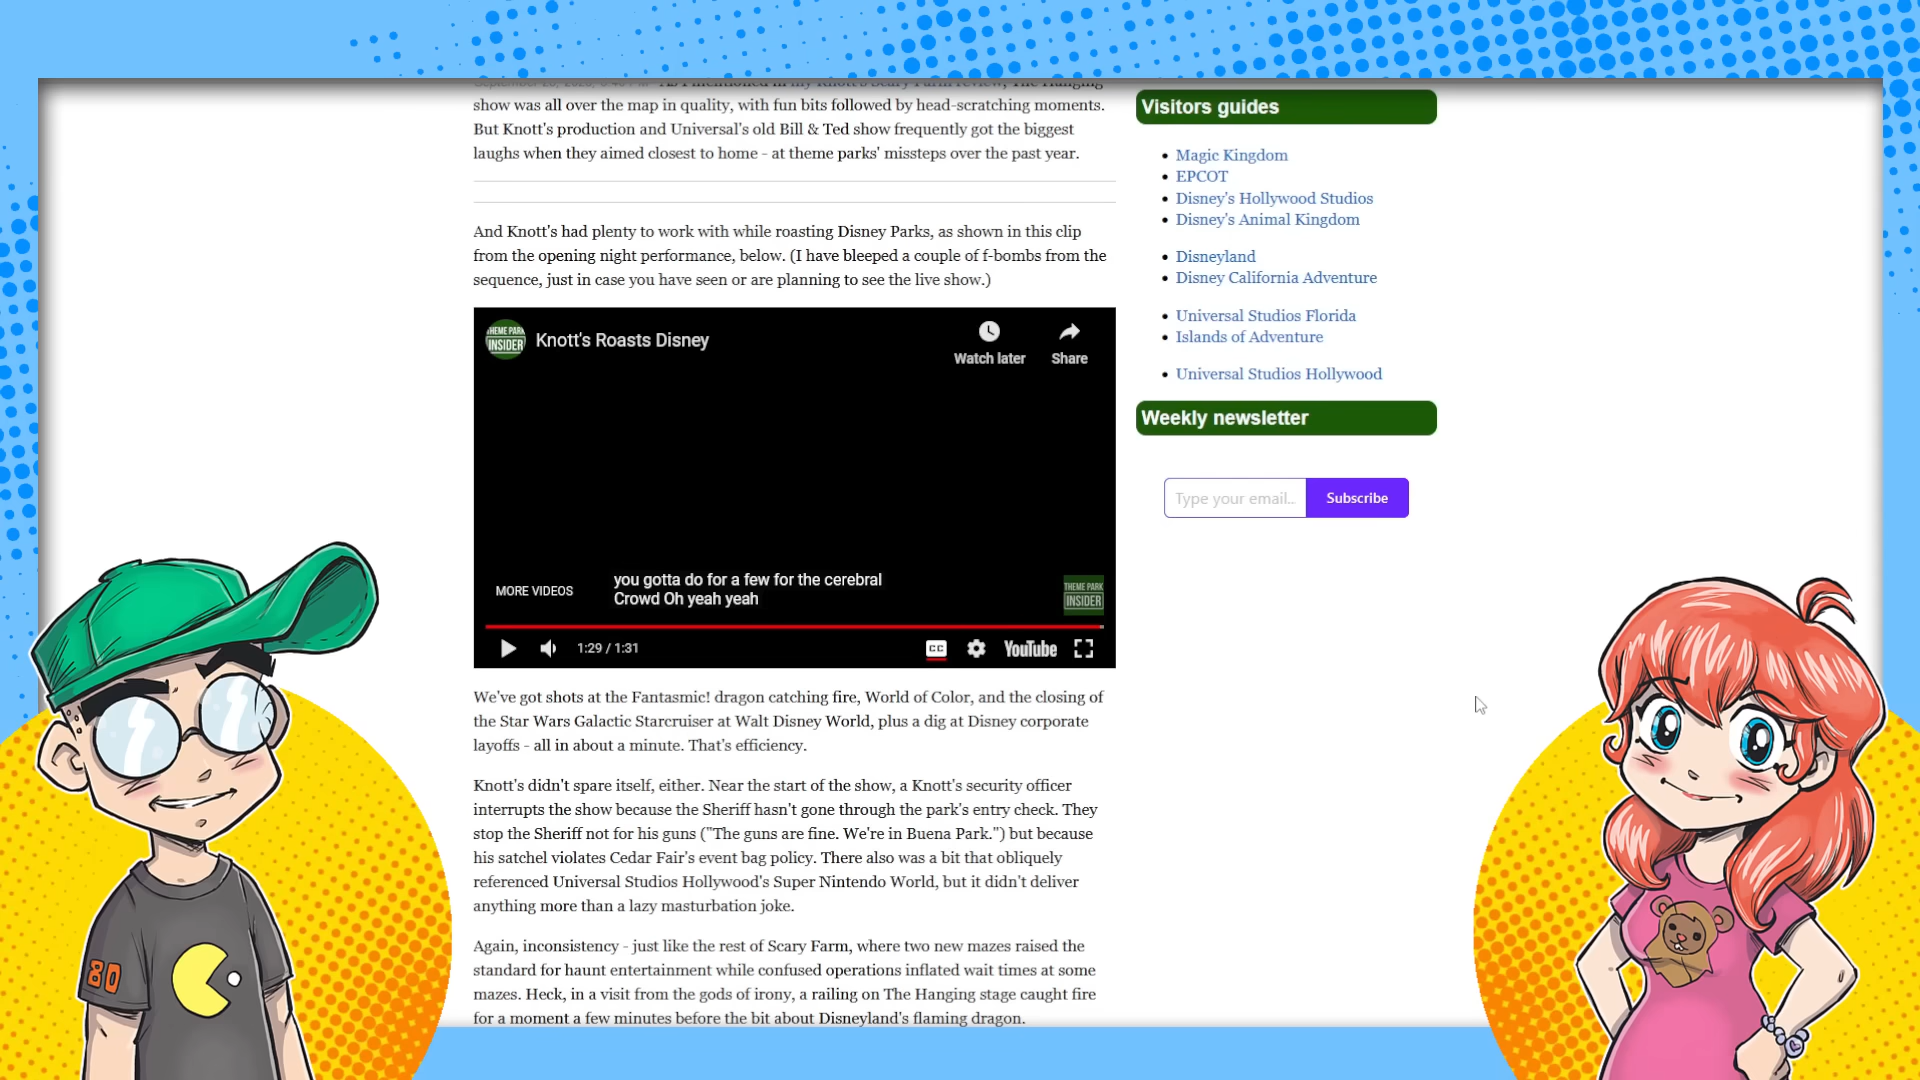 As I mentioned in my Knott's Scary Farm review, The Hanging
show was all over the map in quality, with fun bits followed by head-scratching moments.
But Knott's production and Universal's old Bill & Ted show frequently got the biggest
laughs when they aimed closest to home - at theme parks' missteps over the past year.
And Knott's had plenty to work with while roasting Disney Parks, as shown in this clip
from the opening night performance, below. (I have bleeped a couple of f-bombs from the
sequence, just in case you have seen or are planning to see the live show.)
THEME PARK
INSIDER
Knott's Roasts Disney
Watch later
Share
you gotta do for a few for the cerebral
Crowd Oh yeah yeah
MORE VIDEOS
THEME PARK
INSIDER
1:29 / 1:31
CC
YouTube
We've got shots at the Fantasmic! dragon catching fire, World of Color, and the closing of
the Star Wars Galactic Starcruiser at Walt Disney World, plus a dig at Disney corporate
layoffs - all in about a minute. That's efficiency.
Knott's didn't spare itself, either. Near the start of the show, a Knott's security officer
interrupts the show because the Sheriff hasn't gone through the park's entry check. They
stop the Sheriff not for his guns ("The guns are fine. We're in Buena Park.") but because
his satchel violates Cedar Fair's event bag policy. There also was a bit that obliquely
referenced Universal Studios Hollywood's Super Nintendo World, but it didn't deliver
anything more than a lazy masturbation joke.
Again, inconsistency - just like the rest of Scary Farm, where two new mazes raised the
standard for haunt entertainment while confused operations inflated wait times at some
mazes. Heck, in a visit from the gods of irony, a railing on The Hanging stage caught fire
for a moment a few minutes before the bit about Disneyland's flaming dragon.
Visitors guides
Magic Kingdom
EPCOT
Disney's Hollywood Studios
Disney's Animal Kingdom
Disneyland
Disney California Adventure
Universal Studios Florida
Islands of Adventure
Universal Studios Hollywood
Weekly newsletter
Type your email..
Subscribe
80